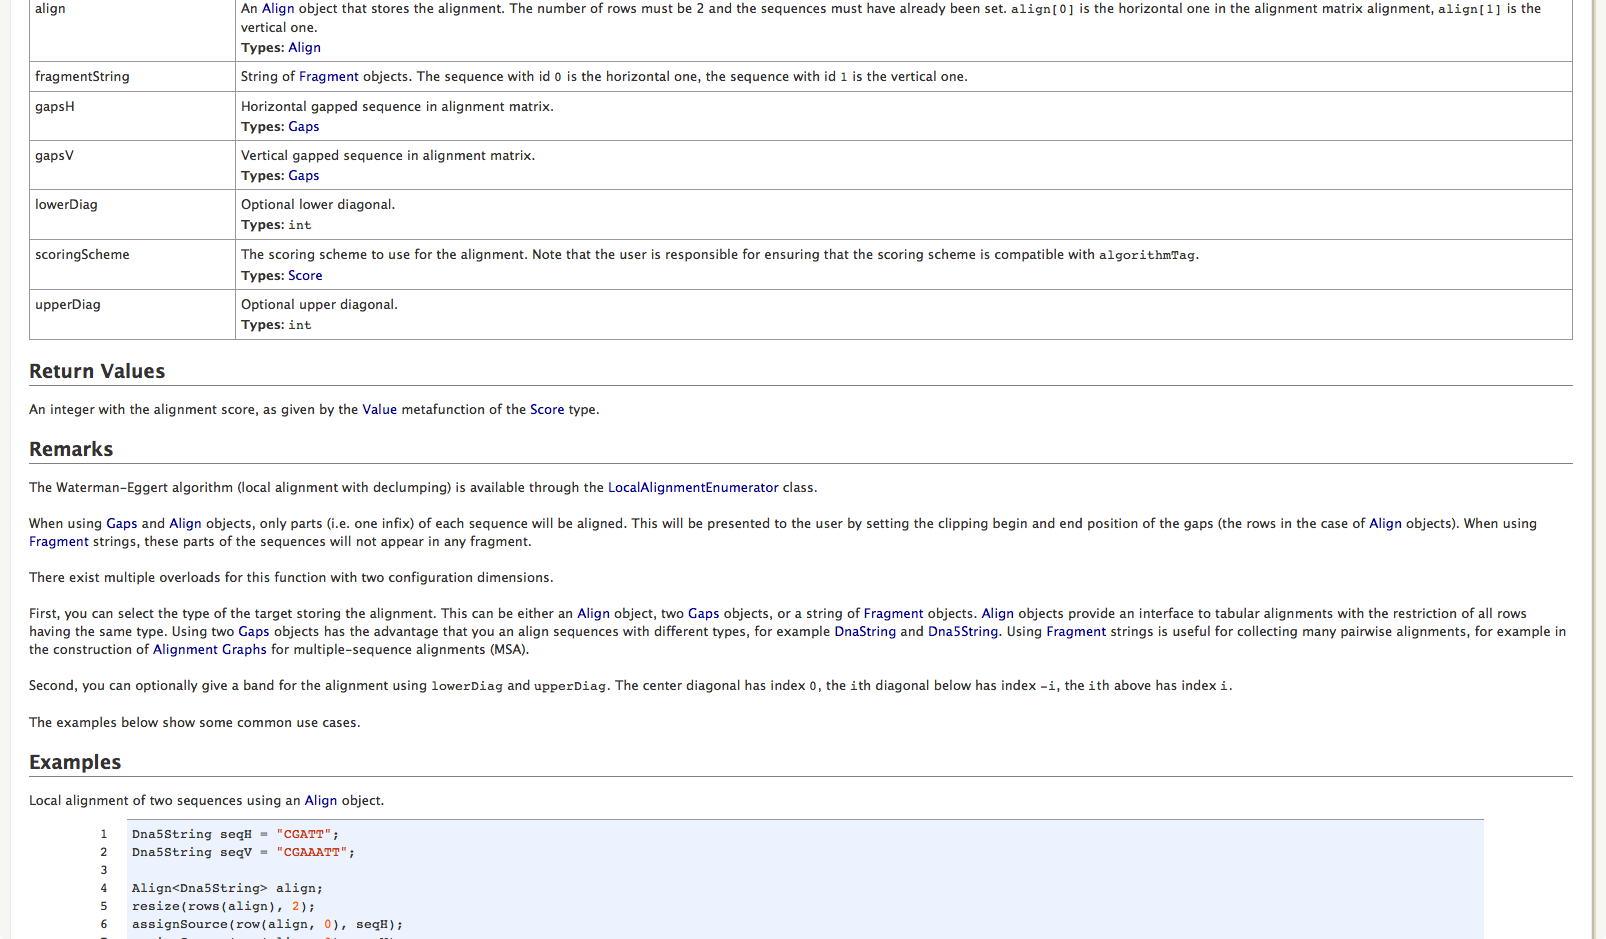 align
An Align object that stores the alignment. The number of rows must be 2 and the sequences must have already been set. align[0] is the horizontal one in the alignment matrix alignment, align[1] is the
vertical one.
Types: Align
fragmentString
String of Fragment objects. The sequence with id 0 is the horizontal one, the sequence with id 1 is the vertical one.
gapsH
Horizontal gapped sequence in alignment matrix.
Types: Gaps
gapsV
Vertical gapped sequence in alignment matrix.
Types: Gaps
lowerDiag
Optional lower diagonal.
Types: int
scoringScheme
The scoring scheme to use for the alignment. Note that the user is responsible for ensuring that the scoring scheme is compatible with algorithmTag.
Types: Score
upperDiag
Optional upper diagonal.
Types: int
Return Values
An integer with the alignment score, as given by the Value metafunction of the Score type.
Remarks
The Waterman-Eggert algorithm (local alignment with declumping) is available through the LocalAlignmentEnumerator class.
When using Gaps and Align objects, only parts (i.e. one infix) of each sequence will be aligned. This will be presented to the user by setting the clipping begin and end position of the gaps (the rows in the case of Align objects). When using
Fragment strings, these parts of the sequences will not appear in any fragment.
There exist multiple overloads for this function with two configuration dimensions.
First, you can select the type of the target storing the alignment. This can be either an Align object, two Gaps objects, or a string of Fragment objects. Align objects provide an interface to tabular alignments with the restriction of all rows
having the same type. Using two Gaps objects has the advantage that you an align sequences with different types, for example DnaString and Dna5String. Using Fragment strings is useful for collecting many pairwise alignments, for example in
the construction of Alignment Graphs for multiple-sequence alignments (MSA).
Second, you can optionally give a band for the alignment using lowerDiag and upperDiag. The center diagonal has index 0, the ith diagonal below has index -i, the ith above has index i.
The examples below show some common use cases.
Examples
Local alignment of two sequences using an Align object.
1 Dna5String seqH = "CGATT";
2 Dna5String seqV = "CGAAATT";
3
4 Align<Dna5String> align;
5 resize(rows(align), 2);
6 assignSource(row(align, 0), seqH);